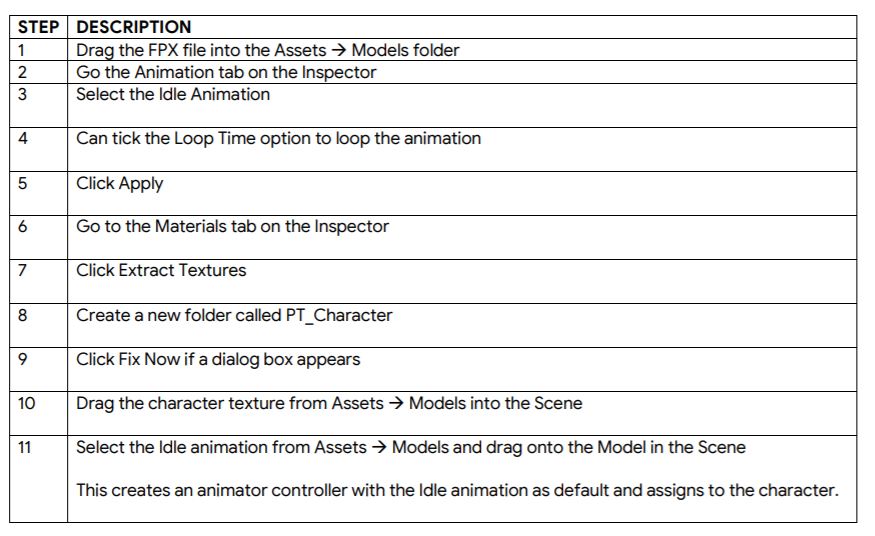 STEP DESCRIPTION
1 Drag the FPX file into the Assets → Models folder
2 Go the Animation tab on the Inspector
3 Select the Idle Animation
4 Can tick the Loop Time option to loop the animation
5 Click Apply
6 Go to the Materials tab on the Inspector
7 Click Extract Textures
8 Create a new folder called PT_Character
9 Click Fix Now if a dialog box appears
10 Drag the character texture from Assets → Models into the Scene
11 Select the Idle animation from Assets → Models and drag onto the Model in the Scene
This creates an animator controller with the Idle animation as default and assigns to the character.